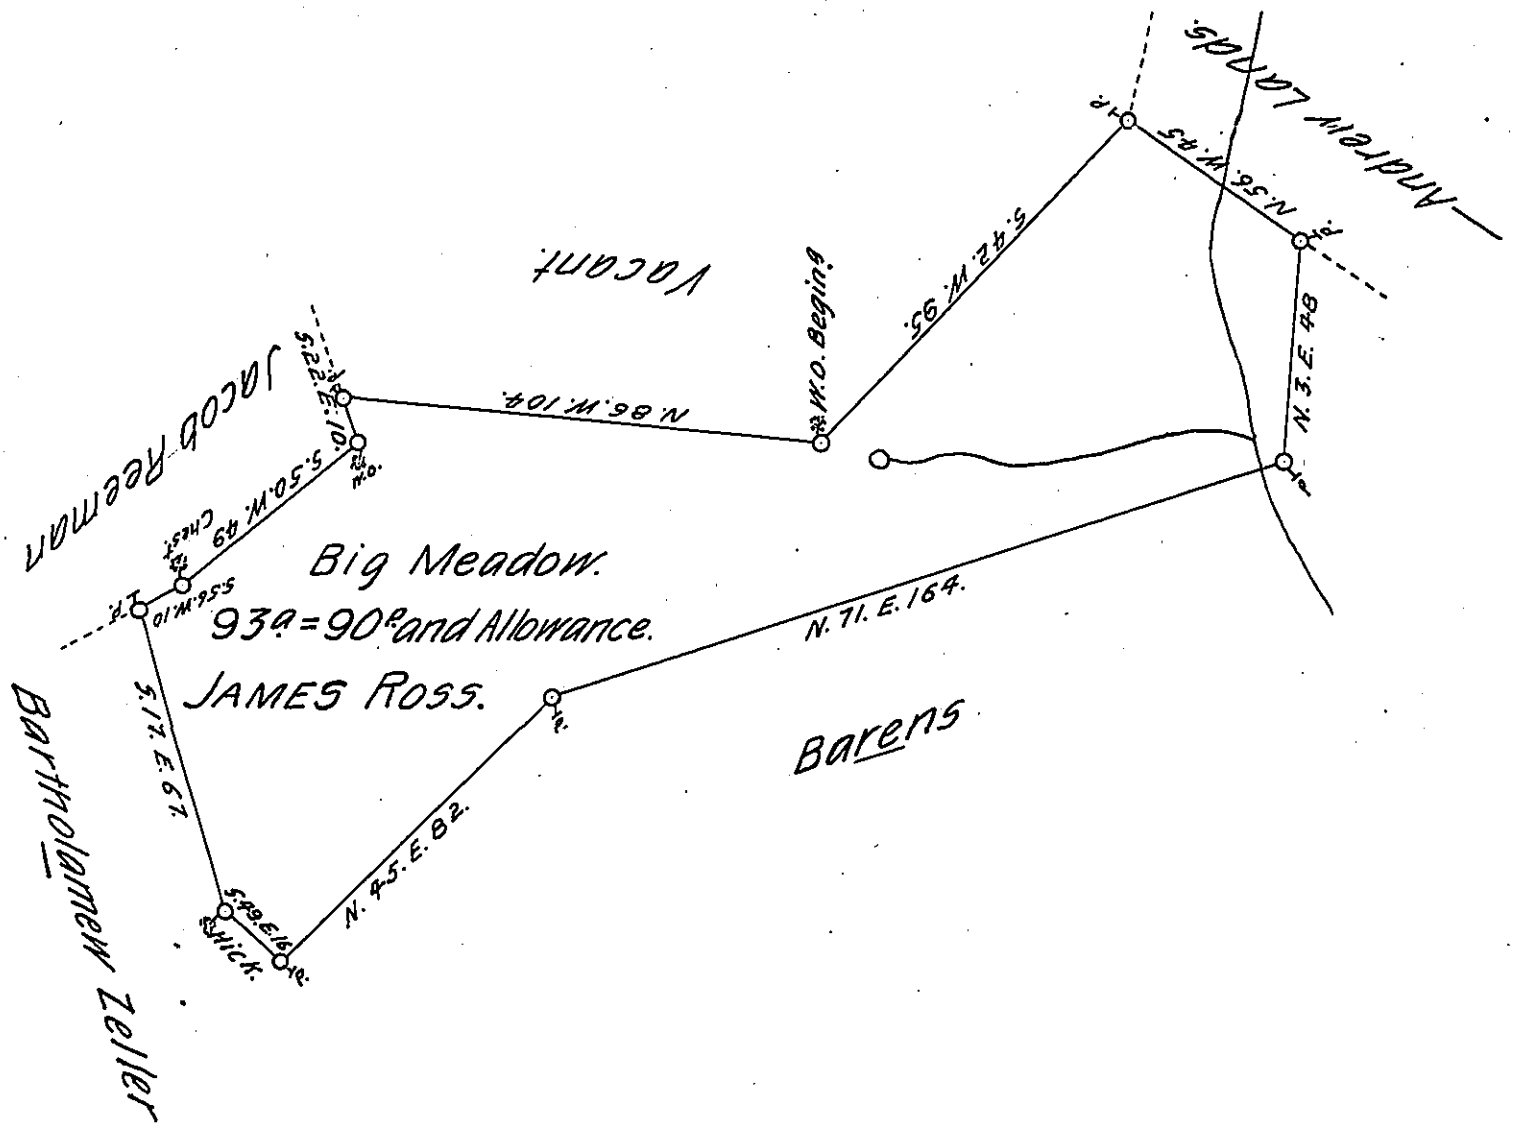 Andrew Lands.
P.
N.56.W.45
P.
S.42.W.95.
N.3.E.48
P
Vacant.
W.O. Begin'g
Jacob Reeman
S.22.E.10.
P.
N.86.W.104.
W.O.
S.50.W.49
Chest.
S.56.W.10
P.
Big Meadow.
93a.=90P. and Allowance.
JAMES ROSS.
N.71.E.164.
P.
Barens
S.17.E.67.
Bartholamew Zeller
N.45.E.82.
S.49.E.16
Hick.
P.